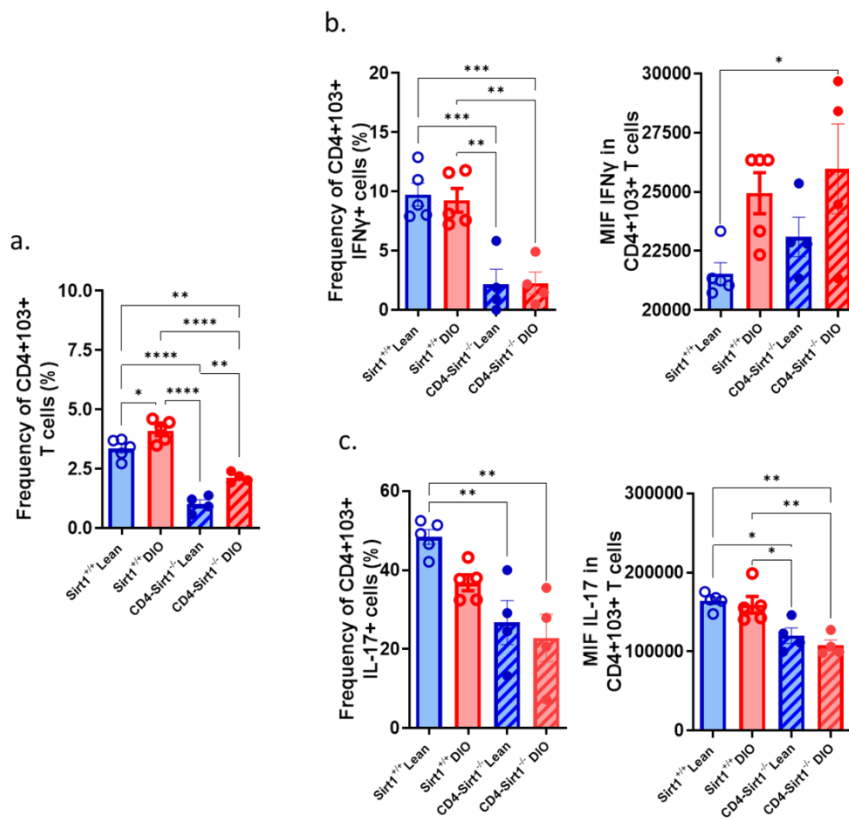 a.
Frequency of CD4+103+
T cells (%)
10.0
7.5
5.0
2.5
0.0
**
****
****
**
*
****
Sirt1+/+ Lean
Sirt1+/+ DIO
CD4-Sirt1-/- Lean
CD4-Sirt1-/- DIO
b.
Frequency of CD4+103+
IFNγ+ cells (%)
20
15
10
5
0
***
**
***
**
Sirt1+/+ Lean
Sirt1+/+ DIO
CD4-Sirt1-/- Lean
CD4-Sirt1-/- DIO
MIF IFNγ in
CD4+103+ T cells
30000
27500
25000
22500
20000
*
Sirt1+/+ Lean
Sirt1+/+ DIO
CD4-Sirt1-/- Lean
CD4-Sirt1-/- DIO
c.
Frequency of CD4+103+
IL-17+ cells (%)
60
40
20
0
**
**
Sirt1+/+ Lean
Sirt1+/+ DIO
CD4-Sirt1-/- Lean
CD4-Sirt1-/- DIO
MIF IL-17 in
CD4+103+ T cells
300000
200000
100000
0
**
**
*
*
Sirt1+/+ Lean
Sirt1+/+ DIO
CD4-Sirt1-/- Lean
CD4-Sirt1-/- DIO